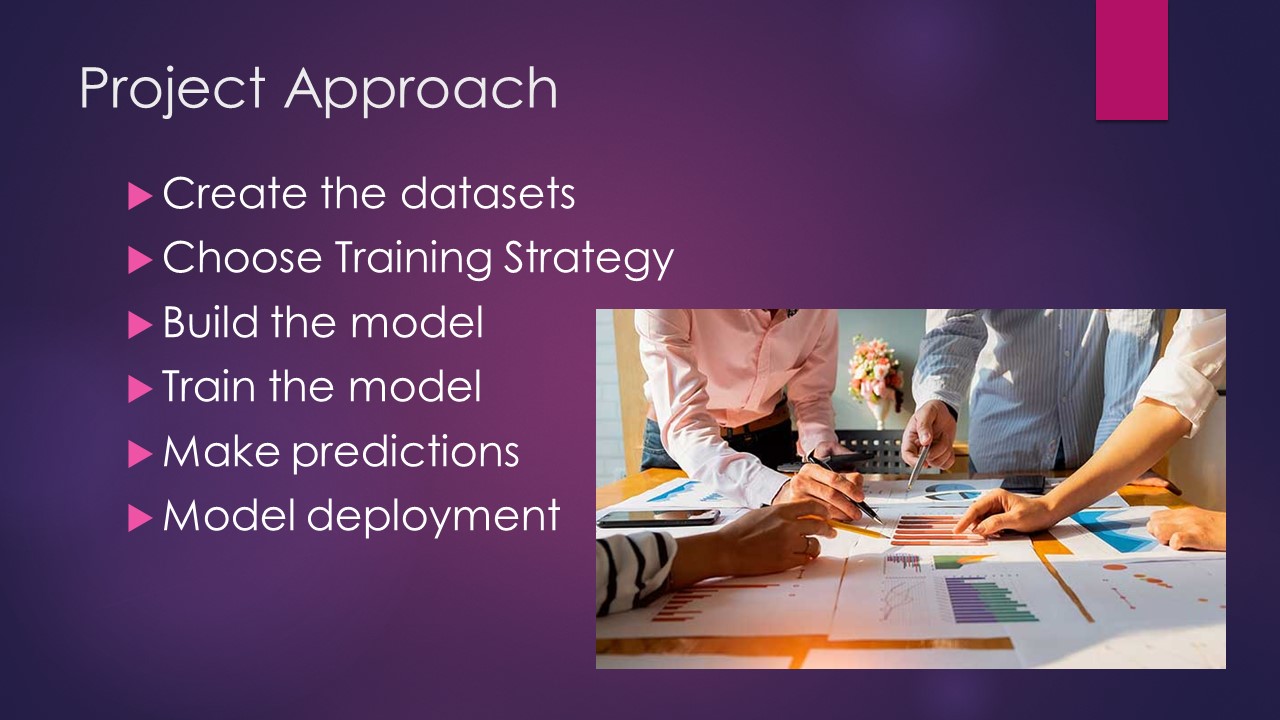 Project Approach
Create the datasets
Choose Training Strategy
Build the model
Train the model
Make predictions
Model deployment